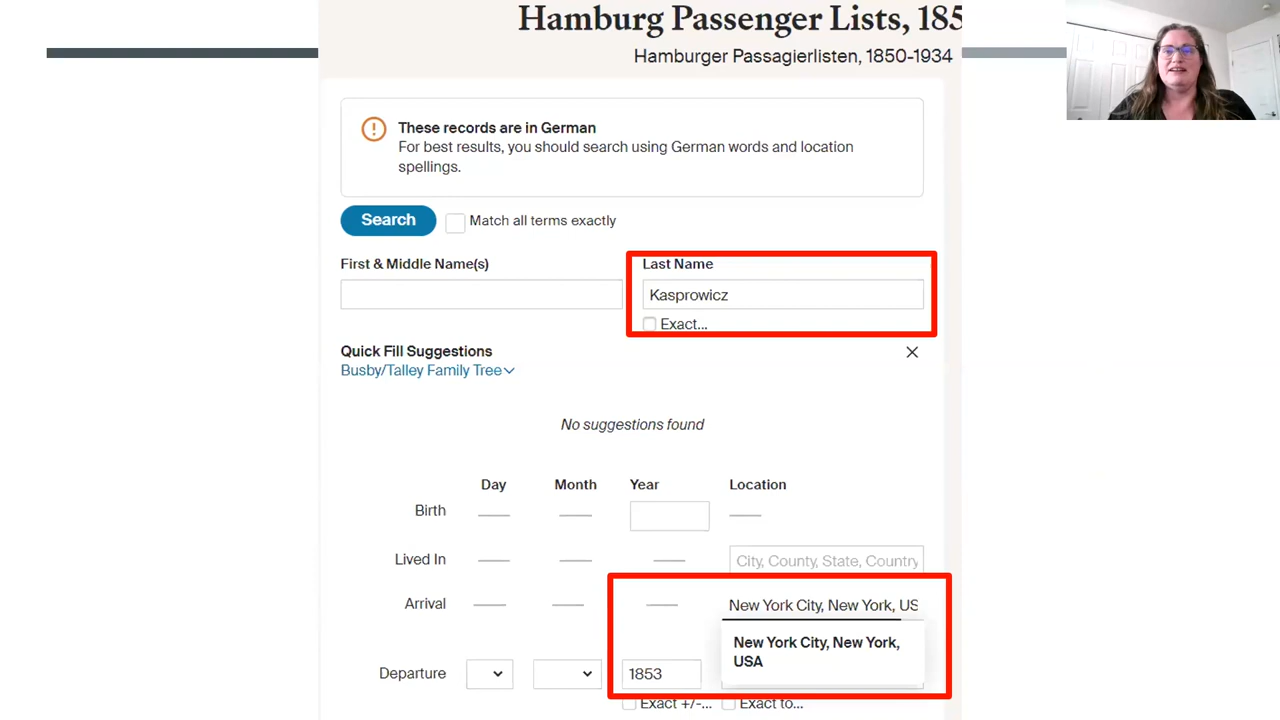 Hamburg Passenger Lists, 185
Hamburger Passagierlisten, 1850-1934
These records are in German
For best results, you should search using German words and location
spellings.
Search Match all terms exactly
First & Middle Name(s) Last Name
Kasprowicz
Exact...
Quick Fill Suggestions
Busby/Talley Family Tree
No suggestions found
Day Month Year Location
Birth
Lived In City, County, State, Country
Arrival New York City, New York, US
New York City, New York,
USA
Departure 1853
Exact +/-... Exact to...